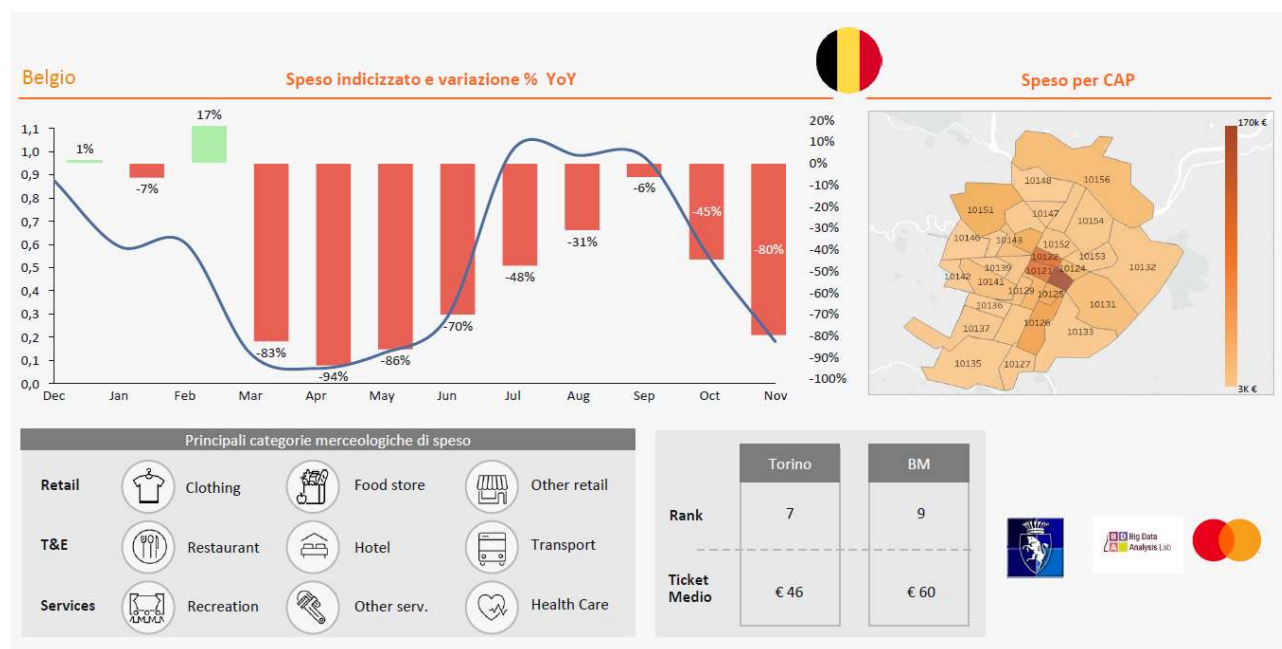 Belgio
Speso indicizzato e variazione % YoY
Speso per CAP
1,1
1,0
0,9
0,8
0,7
0,6
0,5
0,4
0,3
0,2
0,1
0,0
1%
-7%
17%
-83%
-94%
-86%
-70%
-48%
-31%
-6%
-45%
-80%
20%
10%
0%
-10%
-20%
-30%
-40%
-50%
-60%
-70%
-80%
-90%
-100%
Dec Jan Feb Mar Apr May Jun Jul Aug Sep Oct Nov
170k €
10148 10156
10151 10147 10154
10146 10143 10152
10122 10153
10142 10139 10121 10124 10132
10141 10129 10125
10136 10131
10137 10126 10133
10135 10127
3K €
Principali categorie merceologiche di speso
Retail Clothing Food store Other retail
T&E Restaurant Hotel Transport
Services Recreation Other serv. Health Care
Torino BM
Rank 7 9
Ticket
Medio € 46 € 60
B D Big Data
A Analysis Lab